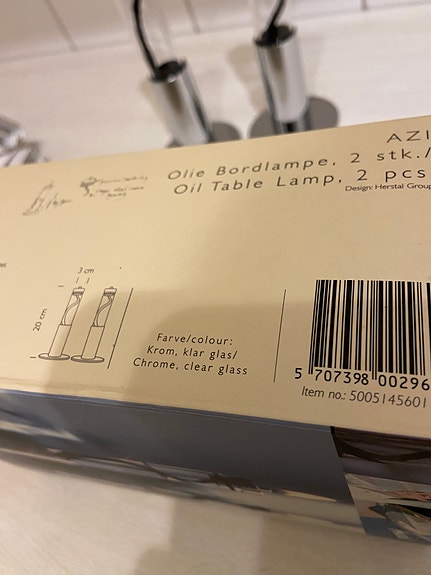 AZI
Olie Bordlampe, 2 stk./
Oil Table Lamp, 2 pcs
Design: Herstal Group
3 cm
20 cm
Farve/colour:
Krom, klar glas/
Chrome, clear glass
5 707398 00296
Item no.: 5005145601